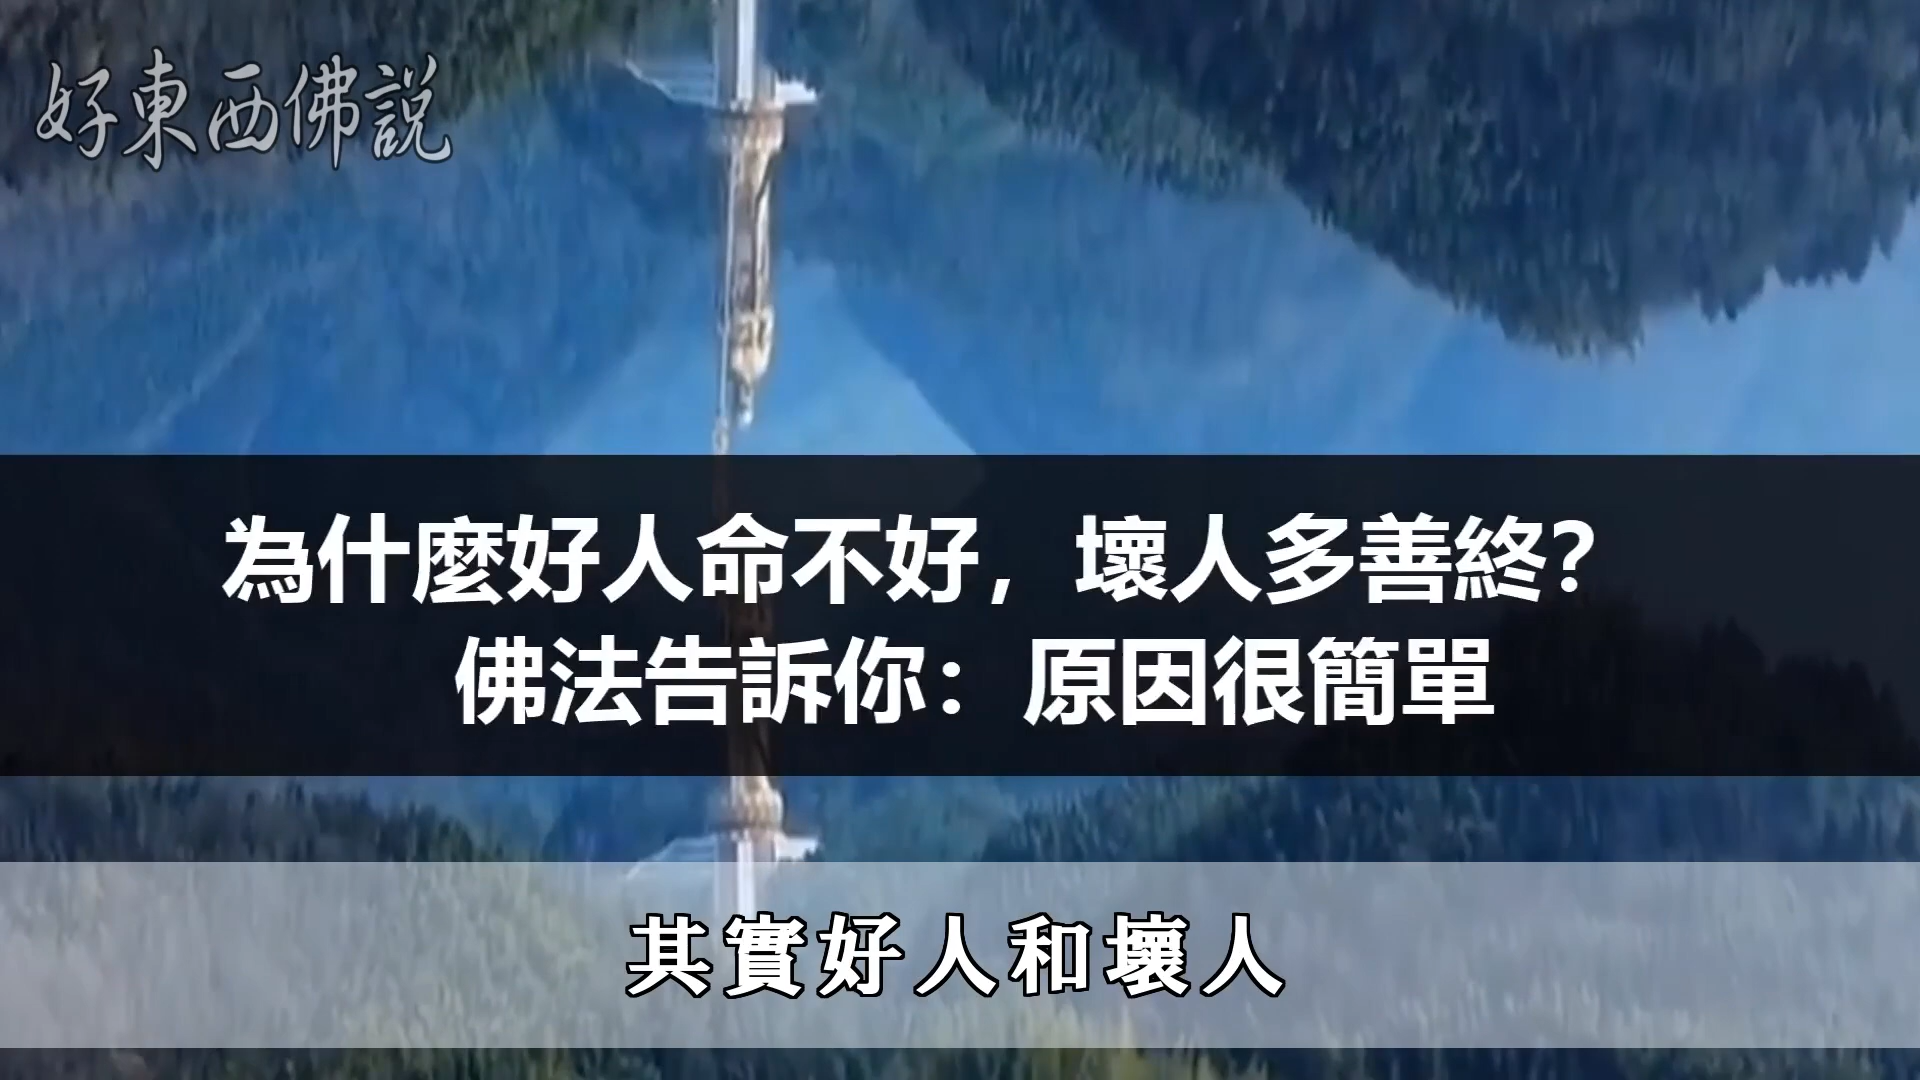 好東西佛説
為什麼好人命不好，壞人多善終？
佛法告訴你：原因很簡單
其實好人和壞人